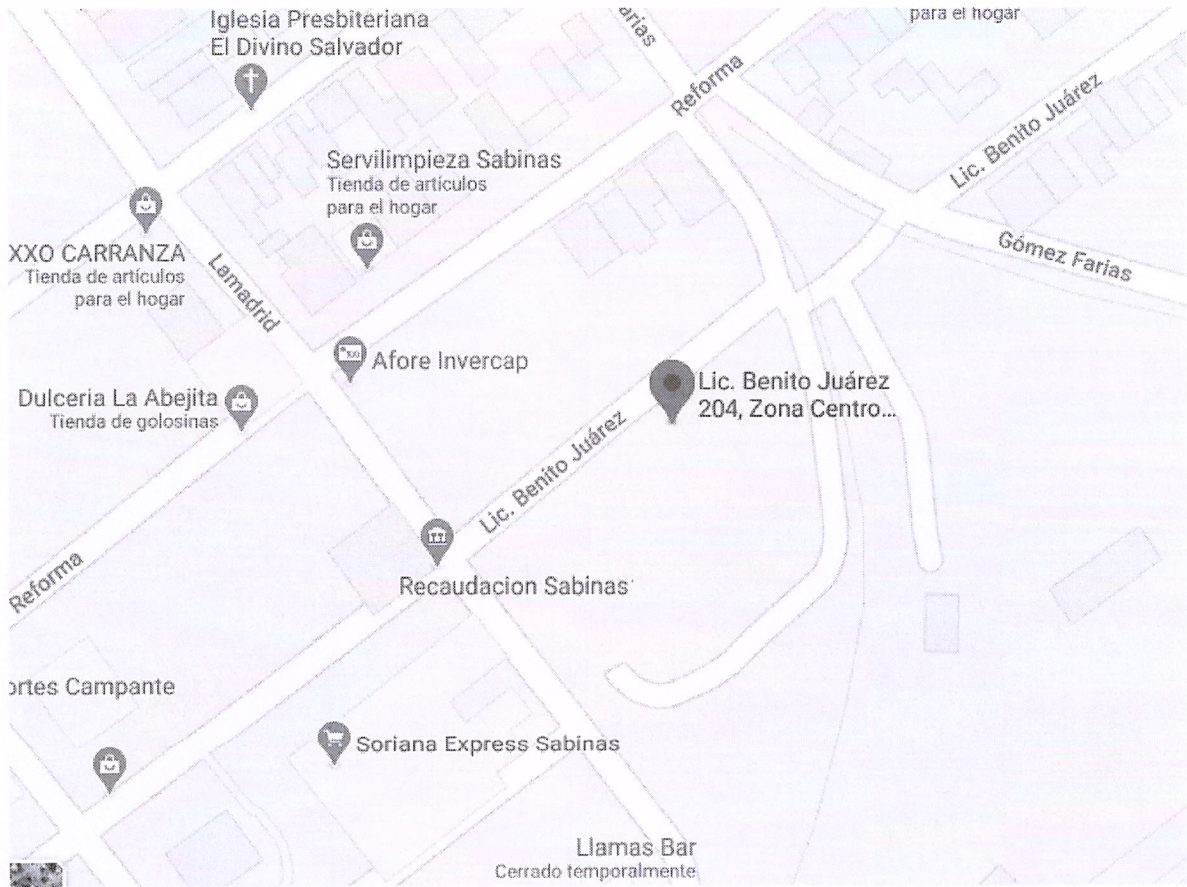 Iglesia Presbiteriana
El Divino Salvador
arias
para el hogar
Reforma
Lic. Benito Juárez
Servilimpieza Sabinas
Tienda de artículos
para el hogar
XXO CARRANZA
Tienda de artículos
para el hogar
Lamadrid
Gómez Farias
Afore Invercap
Dulceria La Abejita
Tienda de golosinas
Lic. Benito Juárez
204, Zona Centro...
Lic. Benito Juárez
Recaudacion Sabinas
Reforma
ortes Campante
Soriana Express Sabinas
Llamas Bar
Cerrado temporalmente